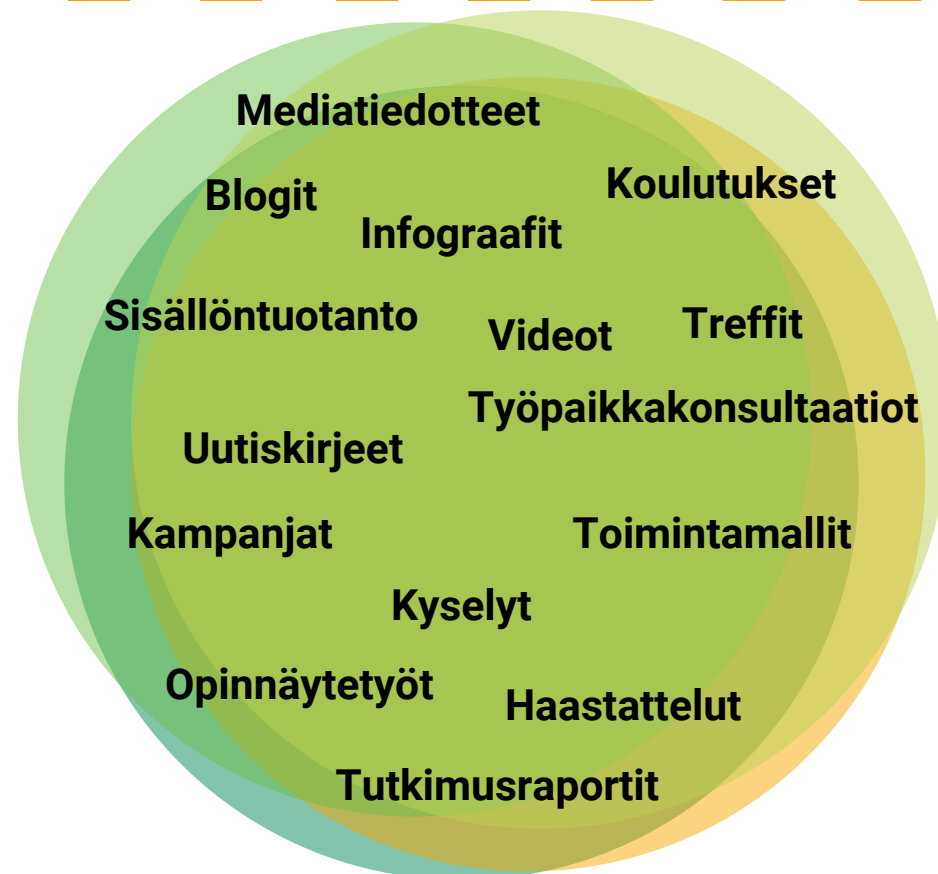 Mediatiedotteet
Koulutukset
Blogit
Infograafit
Sisällöntuotanto
Videot
Treffit
Työpaikkakonsultaatiot
Uutiskirjeet
Kampanjat
Toimintamallit
Kyselyt
Opinnäytetyöt
Haastattelut
Tutkimusraportit